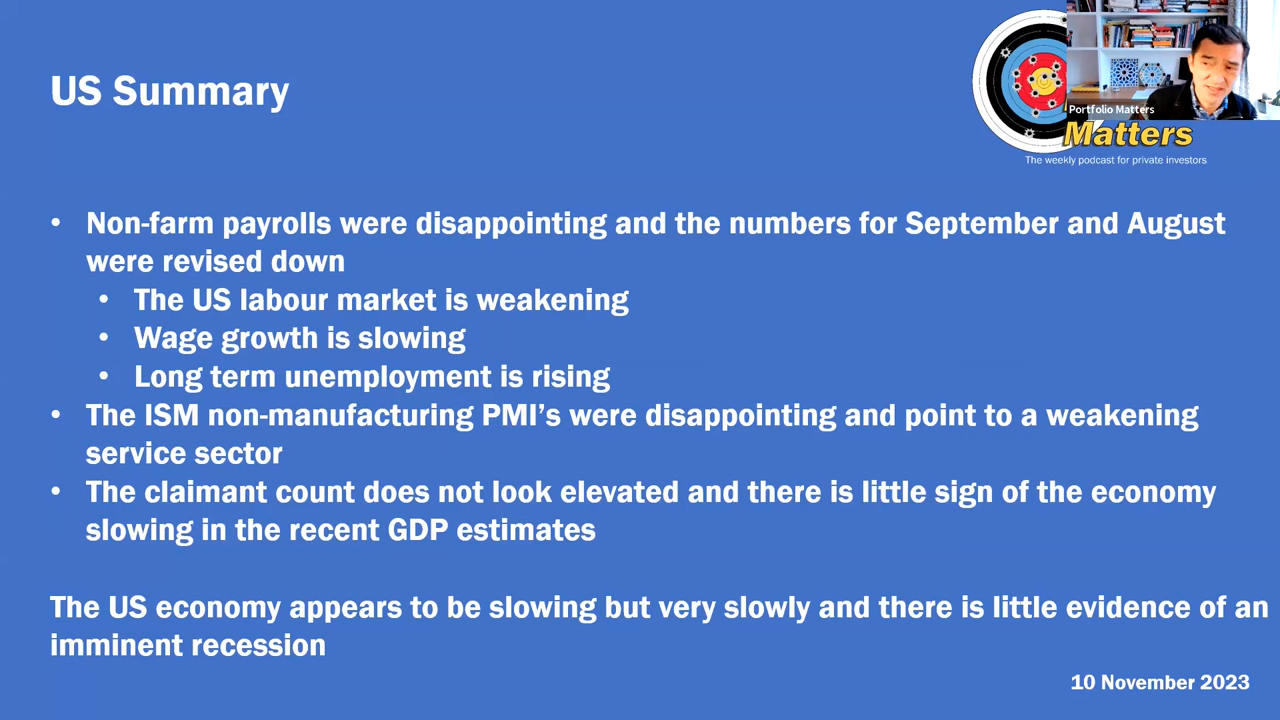 US Summary
Portfolio Matters
Matters
The weekly podcast for private investors
• Non-farm payrolls were disappointing and the numbers for September and August
were revised down
• The US labour market is weakening
• Wage growth is slowing
• Long term unemployment is rising
• The ISM non-manufacturing PMI's were disappointing and point to a weakening
service sector
• The claimant count does not look elevated and there is little sign of the economy
slowing in the recent GDP estimates
The US economy appears to be slowing but very slowly and there is little evidence of an
imminent recession
10 November 2023